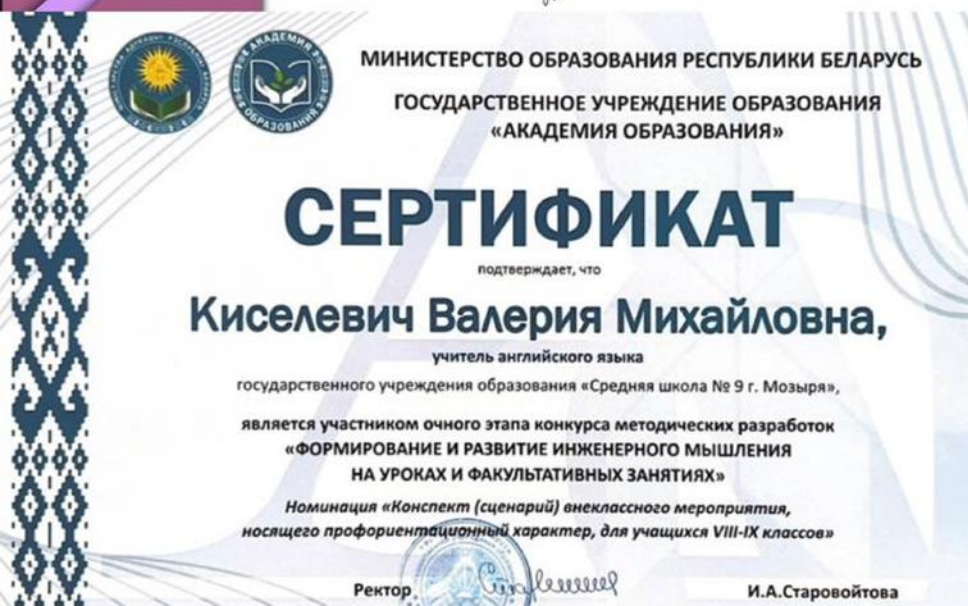 АКАДЕМИЯ
ОБРАЗОВАНИЯ
МИНИСТЕРСТВО ОБРАЗОВАНИЯ РЕСПУБЛИКИ БЕЛАРУСЬ
ГОСУДАРСТВЕННОЕ УЧРЕЖДЕНИЕ ОБРАЗОВАНИЯ
«АКАДЕМИЯ ОБРАЗОВАНИЯ»
СЕРТИФИКАТ
подтверждает, что
Киселевич Валерия Михайловна,
учитель английского языка
государственного учреждения образования «Средняя школа № 9 г. Мозыря»,
является участником очного этапа конкурса методических разработок
«ФОРМИРОВАНИЕ И РАЗВИТИЕ ИНЖЕНЕРНОГО МЫШЛЕНИЯ
НА УРОКАХ И ФАКУЛЬТАТИВНЫХ ЗАНЯТИЯХ»
Номинация «Конспект (сценарий) внеклассного мероприятия,
носящего профориентационный характер, для учащихся VIII-IX классов»
Ректор
И.А.Старовойтова